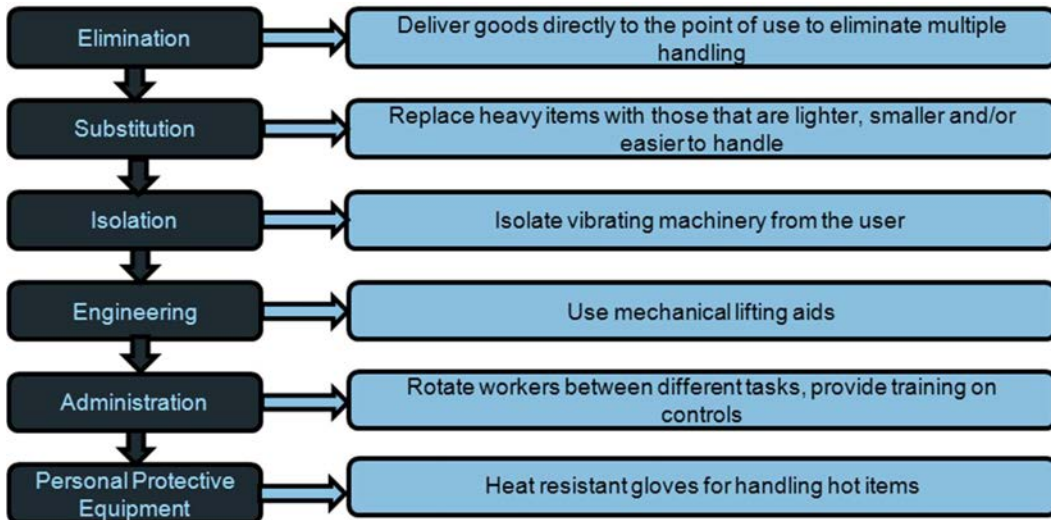 Elimination
Deliver goods directly to the point of use to eliminate multiple
handling
Substitution
Replace heavy items with those that are lighter, smaller and/or
easier to handle
Isolation
Isolate vibrating machinery from the user
Engineering
Use mechanical lifting aids
Administration
Rotate workers between different tasks, provide training on
controls
Personal Protective
Equipment
Heat resistant gloves for handling hot items